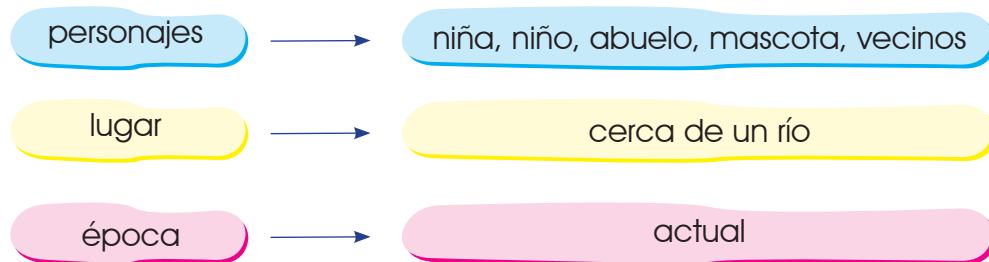 personajes niña, niño, abuelo, mascota, vecinos
lugar cerca de un río
época actual